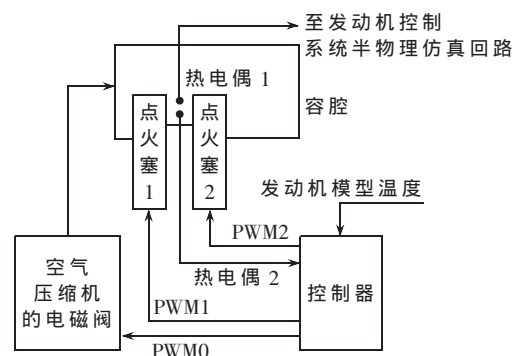 至发动机控制
系统半物理仿真回路
热电偶 1
容腔
点火塞 1
点火塞 2
发动机模型温度
PWM2
空气
压缩机
的电磁阀
热电偶 2
控制器
PWM1
PWM0